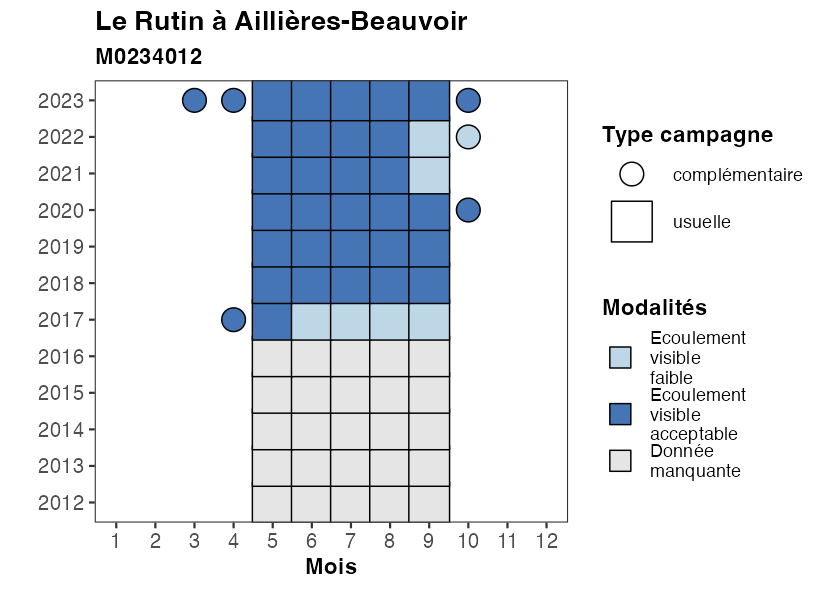 Le Rutin à Aillières-Beauvoir
M0234012
2023
2022
2021
2020
2019
2018
2017
2016
2015
2014
2013
2012
1 2 3 4 5 6 7 8 9 10 11 12
Mois
Type campagne
complémentaire
usuelle
Modalités
Ecoulement
visible
faible
Ecoulement
visible
acceptable
Donnée
manquante